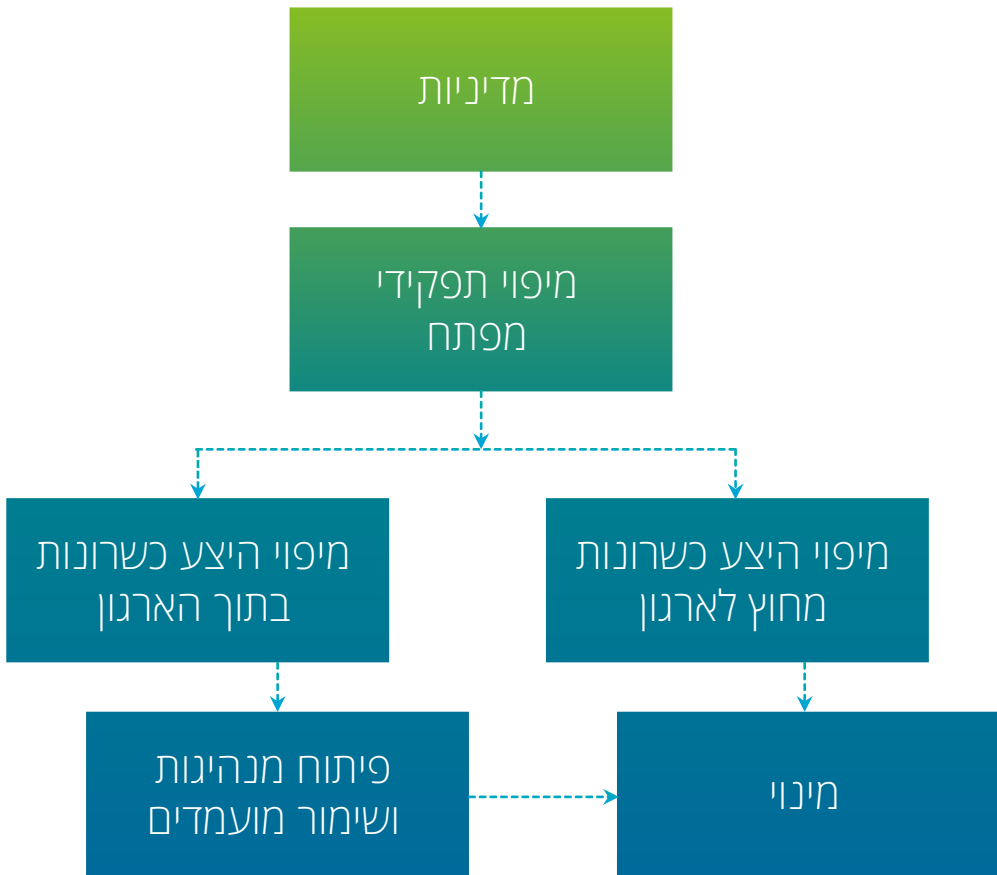 מדיניות
מיפוי תפקידי
מפתח
מיפוי היצע כשרונות
מחוץ לארגון
מיפוי היצע כשרונות
בתוך הארגון
מינוי
פיתוח מנהיגות
ושימור מועמדים